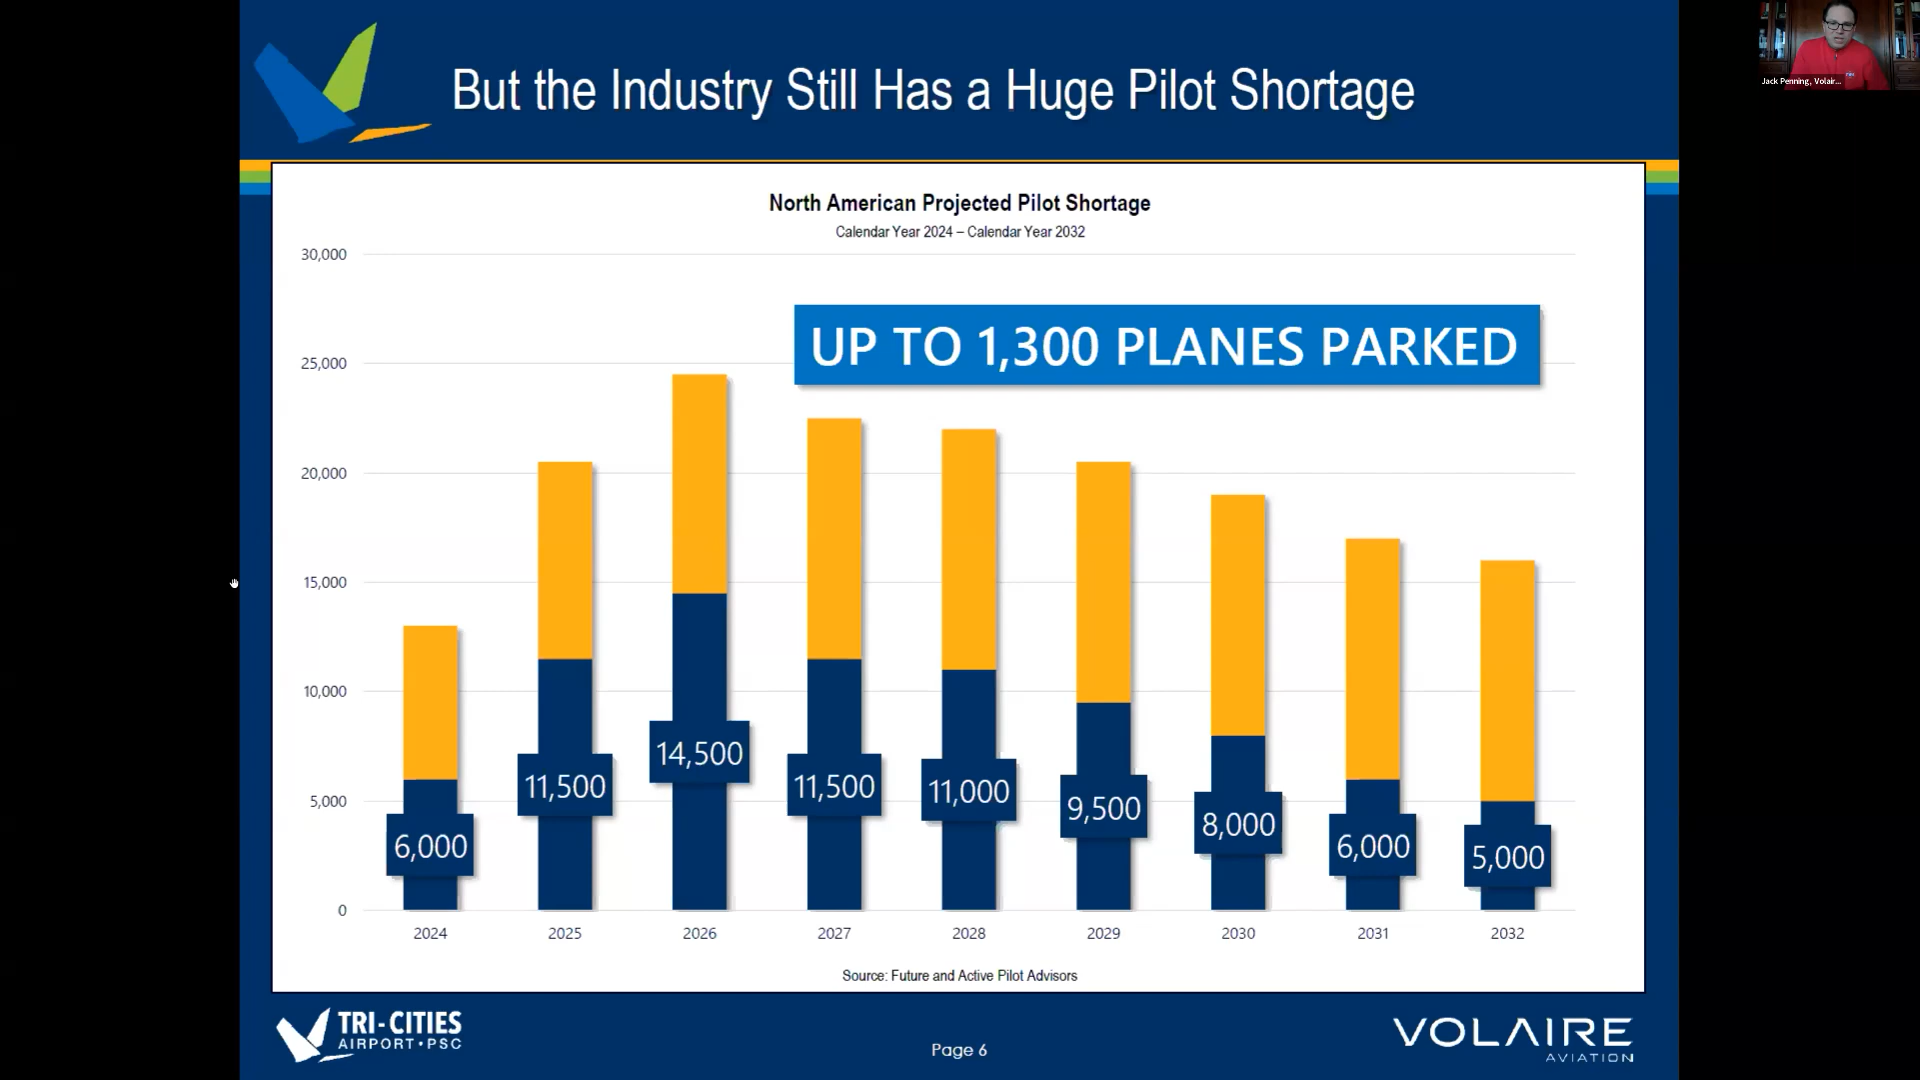 But the Industry Still Has a Huge Pilot Shortage
Jack Penning, Volair...
North American Projected Pilot Shortage
Calendar Year 2024 – Calendar Year 2032
30,000
25,000
20,000
15,000
10,000
5,000
0
UP TO 1,300 PLANES PARKED
6,000
11,500
14,500
11,500
11,000
9,500
8,000
6,000
5,000
2024
2025
2026
2027
2028
2029
2030
2031
2032
Source: Future and Active Pilot Advisors
TRI-CITIES
AIRPORT • PSC
Page 6
VOLAIRE
AVIATION